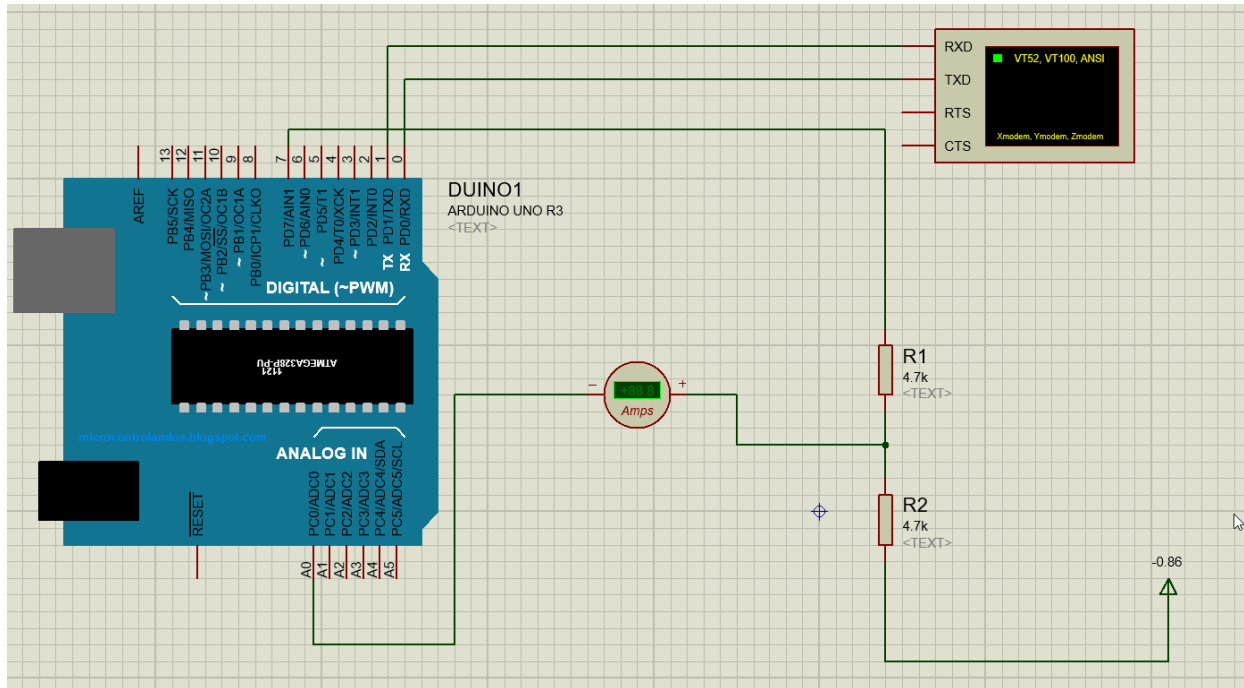 RXD
VT52, VT100, ANSI
TXD
RTS
Xmodem, Ymodem, Zmodem
CTS
13
12
11
10
9
8
7
6
5
4
3
2
1
0
AREF
PB5/SCK
PB4/MISO
~PB3/MOSI/OC2A
~ PB2/SS/OC1B
~ PB1/OC1A
PB0/ICP1/CLKO
PD7/AIN1
~ PD6/AIN0
~ PD5/T1
PD4/T0/XCK
~ PD3/INT1
PD2/INT0
TX PD1/TXD
RX PD0/RXD
DUINO1
ARDUINO UNO R3
<TEXT>
DIGITAL (~PWM)
1121
ATMEGA328P-PU
microcontrolandos.blogspot.com
ANALOG IN
RESET
PC0/ADC0
PC1/ADC1
PC2/ADC2
PC3/ADC3
PC4/ADC4/SDA
PC5/ADC5/SCL
A0
A1
A2
A3
A4
A5
− +
+88.8
Amps
R1
4.7k
<TEXT>
R2
4.7k
<TEXT>
-0.86